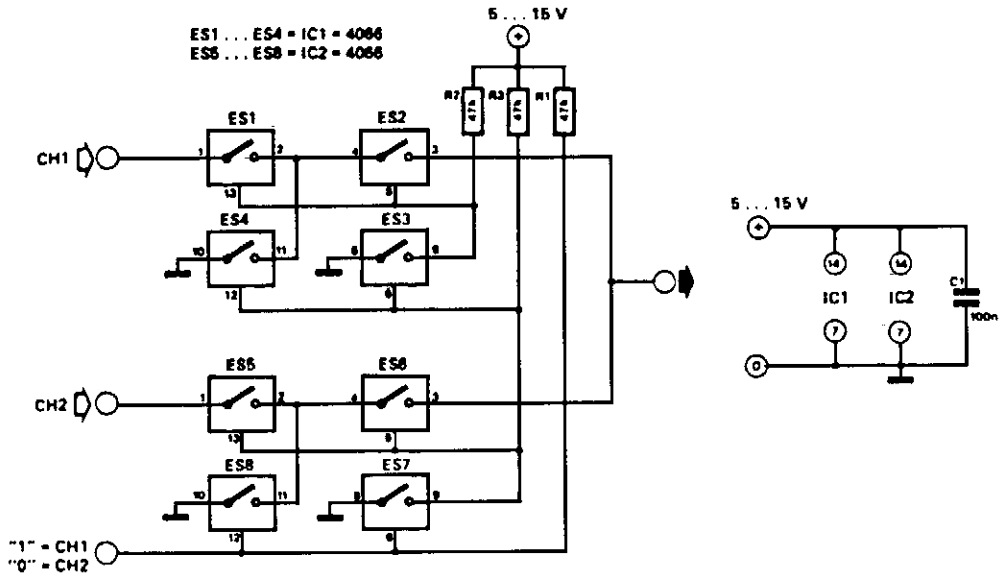 5 ... 15 V
ES1 ... ES4 = IC1 = 4066
ES5 ... ES8 = IC2 = 4066
+
R2 R3 R1
47k 47k 47k
ES1 ES2
CH1
1 2 4 3
13 5
ES4 ES3
10 11 8 9
12 6
5 ... 15 V
+
14 14
IC1 IC2
C1
100n
7 7
0
ES5 ES6
CH2
1 2 4 3
13 5
ES8 ES7
10 11 8 9
12 6
"1" = CH1
"0" = CH2